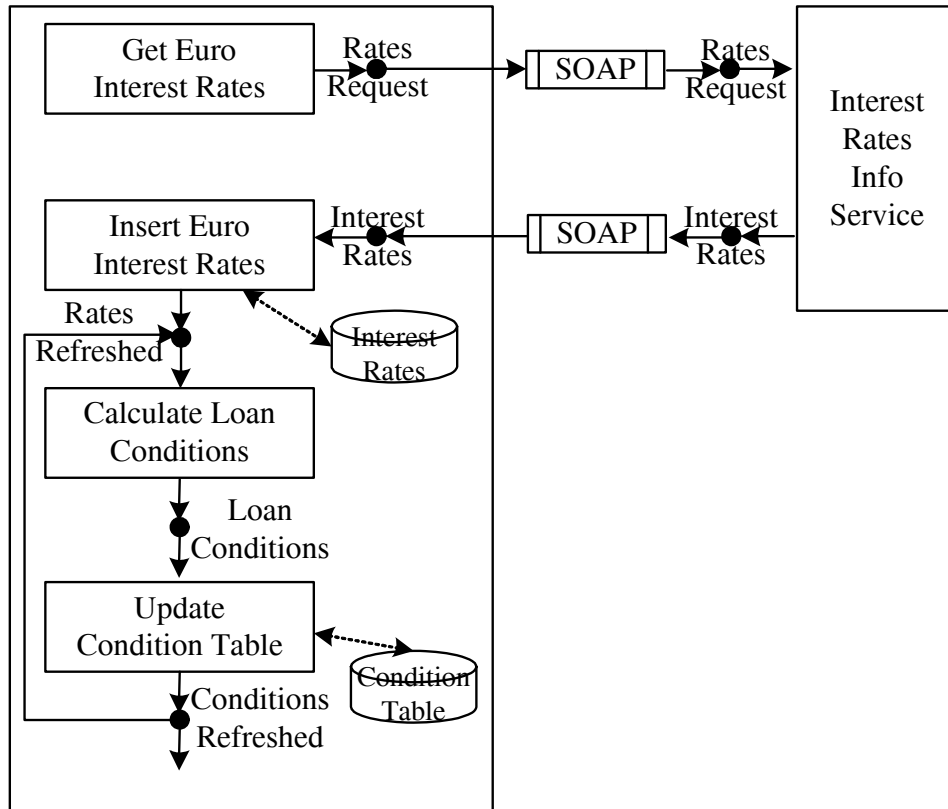 Get Euro
Interest Rates
Rates
Request
SOAP
Rates
Request
Interest
Rates
Info
Service
Insert Euro
Interest Rates
Interest
Rates
SOAP
Interest
Rates
Rates
Refreshed
Interest
Rates
Calculate Loan
Conditions
Loan
Conditions
Update
Condition Table
Condition
Table
Conditions
Refreshed